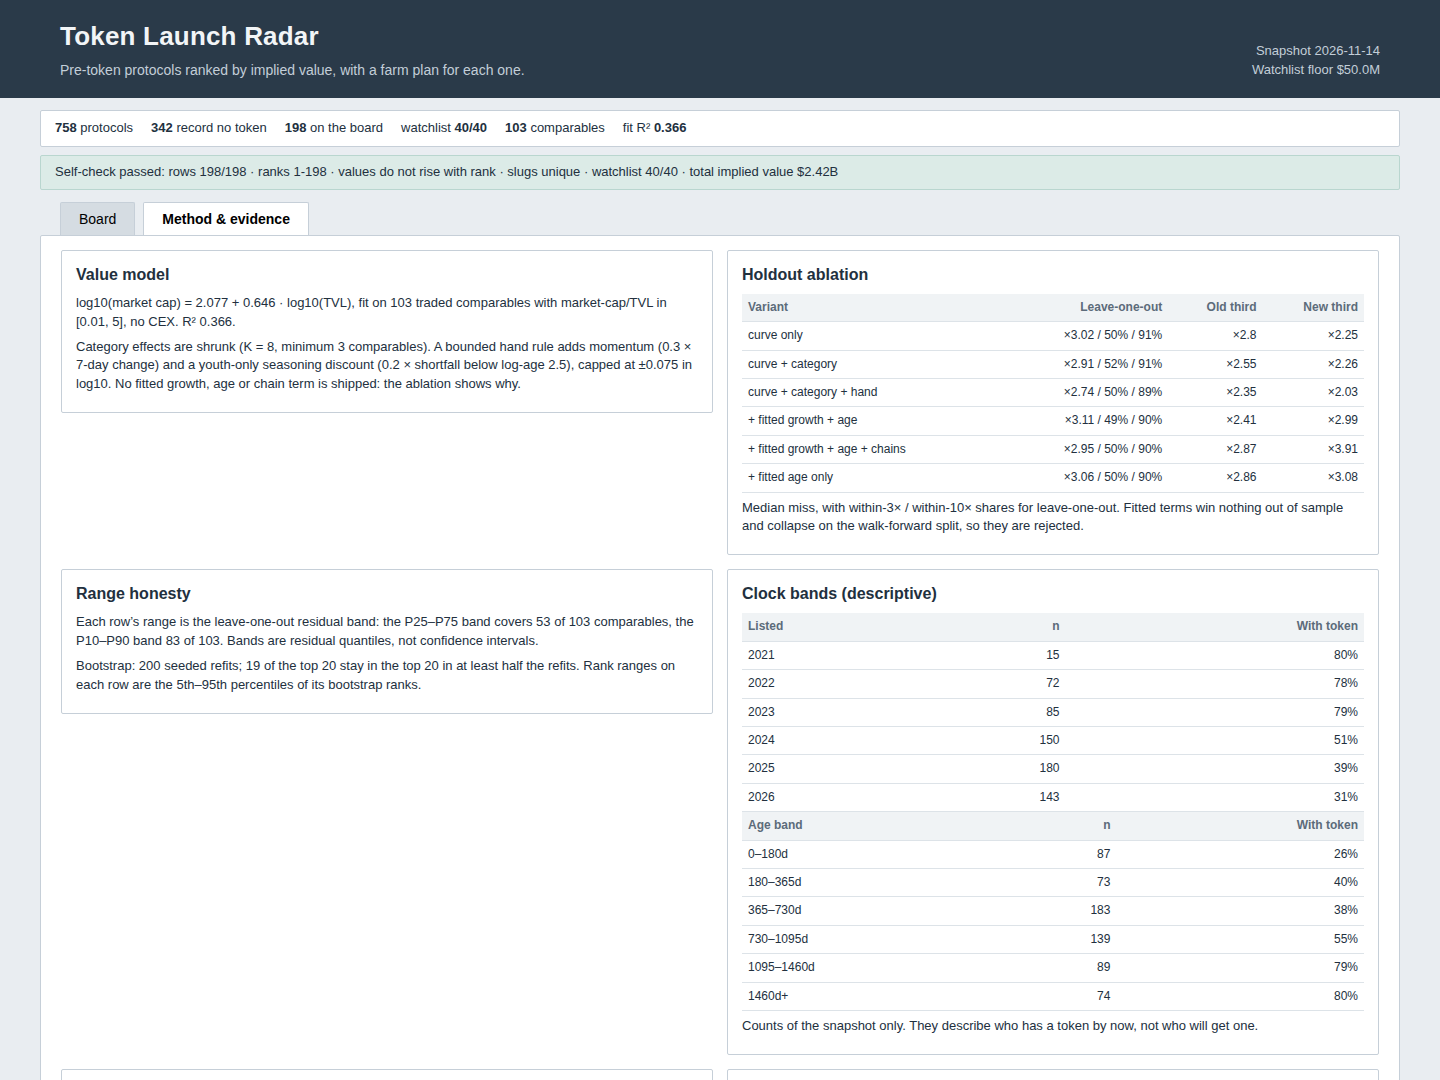 Token Launch Radar
Pre-token protocols ranked by implied value, with a farm plan for each one.
Snapshot 2026-11-14
Watchlist floor $50.0M
758 protocols 342 record no token 198 on the board watchlist 40/40 103 comparables fit R² 0.366
Self-check passed: rows 198/198 · ranks 1-198 · values do not rise with rank · slugs unique · watchlist 40/40 · total implied value $2.42B
Board
Method & evidence
Value model
log10(market cap) = 2.077 + 0.646 · log10(TVL), fit on 103 traded comparables with market-cap/TVL in
[0.01, 5], no CEX. R² 0.366.
Category effects are shrunk (K = 8, minimum 3 comparables). A bounded hand rule adds momentum (0.3 ×
7-day change) and a youth-only seasoning discount (0.2 × shortfall below log-age 2.5), capped at ±0.075 in
log10. No fitted growth, age or chain term is shipped: the ablation shows why.
Holdout ablation
Variant Leave-one-out Old third New third
curve only ×3.02 / 50% / 91% ×2.8 ×2.25
curve + category ×2.91 / 52% / 91% ×2.55 ×2.26
curve + category + hand ×2.74 / 50% / 89% ×2.35 ×2.03
+ fitted growth + age ×3.11 / 49% / 90% ×2.41 ×2.99
+ fitted growth + age + chains ×2.95 / 50% / 90% ×2.87 ×3.91
+ fitted age only ×3.06 / 50% / 90% ×2.86 ×3.08
Median miss, with within-3× / within-10× shares for leave-one-out. Fitted terms win nothing out of sample
and collapse on the walk-forward split, so they are rejected.
Range honesty
Each row’s range is the leave-one-out residual band: the P25–P75 band covers 53 of 103 comparables, the
P10–P90 band 83 of 103. Bands are residual quantiles, not confidence intervals.
Bootstrap: 200 seeded refits; 19 of the top 20 stay in the top 20 in at least half the refits. Rank ranges on
each row are the 5th–95th percentiles of its bootstrap ranks.
Clock bands (descriptive)
Listed n With token
2021 15 80%
2022 72 78%
2023 85 79%
2024 150 51%
2025 180 39%
2026 143 31%
Age band n With token
0–180d 87 26%
180–365d 73 40%
365–730d 183 38%
730–1095d 139 55%
1095–1460d 89 79%
1460d+ 74 80%
Counts of the snapshot only. They describe who has a token by now, not who will get one.